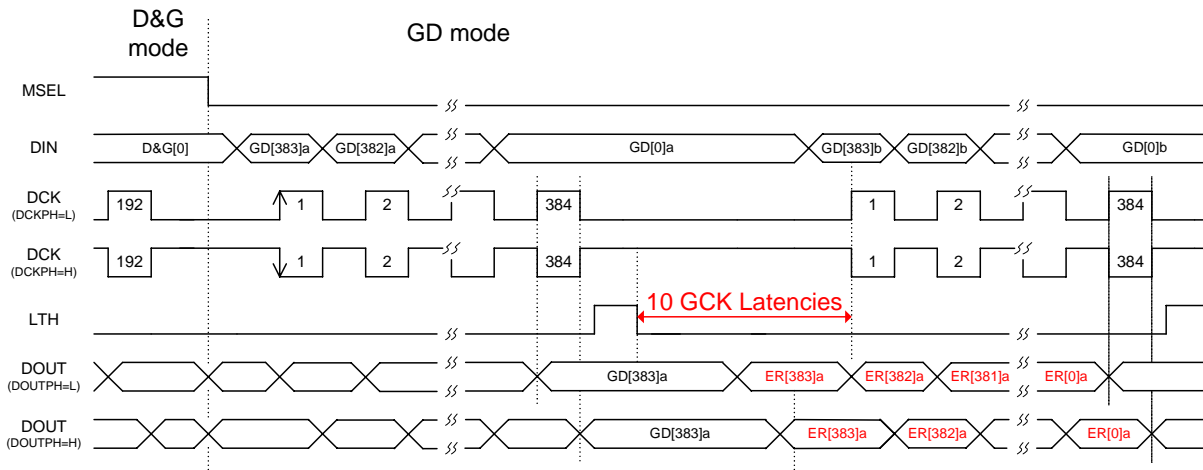 D&G
mode
GD mode
MSEL
DIN
D&G[0] GD[383]a GD[382]a GD[0]a GD[383]b GD[382]b GD[0]b
DCK
(DCKPH=L)
192 1 2 384 1 2 384
DCK
(DCKPH=H)
192 1 2 384 1 2 384
10 GCK Latencies
LTH
DOUT
(DOUTPH=L)
GD[383]a ER[383]a ER[382]a ER[381]a ER[0]a
DOUT
(DOUTPH=H)
GD[383]a ER[383]a ER[382]a ER[0]a